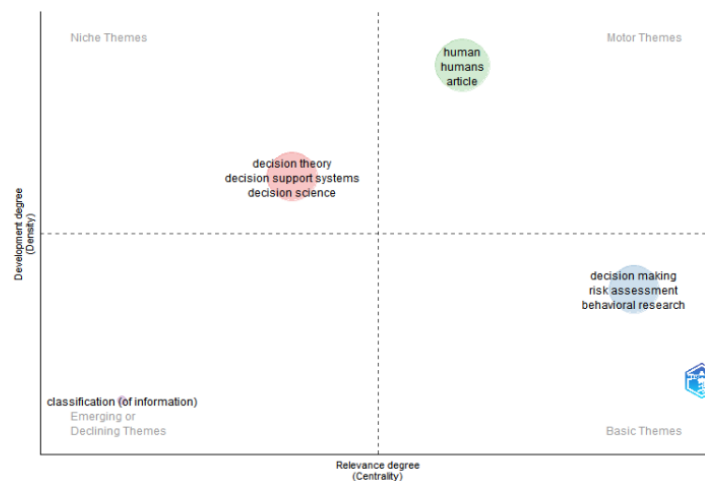 Niche Themes
Motor Themes
human
humans
article
decision theory
decision support systems
decision science
Development degree
(Density)
decision making
risk assessment
behavioral research
classification (of information)
Emerging or
Declining Themes
Basic Themes
Relevance degree
(Centrality)